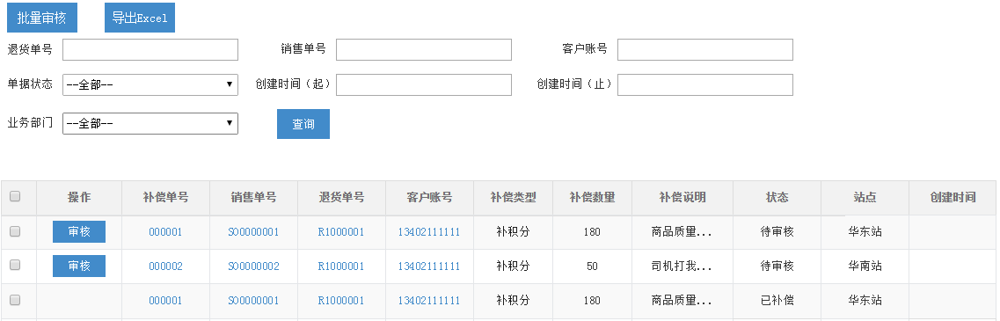 批量审核 导出Excel
退货单号 销售单号 客户账号
单据状态 --全部-- 创建时间（起） 创建时间（止）
业务部门 --全部-- 查询
操作 补偿单号 销售单号 退货单号 客户账号 补偿类型 补偿数量 补偿说明 状态 站点 创建时间
审核 000001 SO0000001 R1000001 13402111111 补积分 180 商品质量... 待审核 华东站
审核 000002 SO0000002 R1000001 13402111111 补积分 50 司机打我... 待审核 华南站
000001 SO0000001 R1000001 13402111111 补积分 180 商品质量... 已补偿 华东站